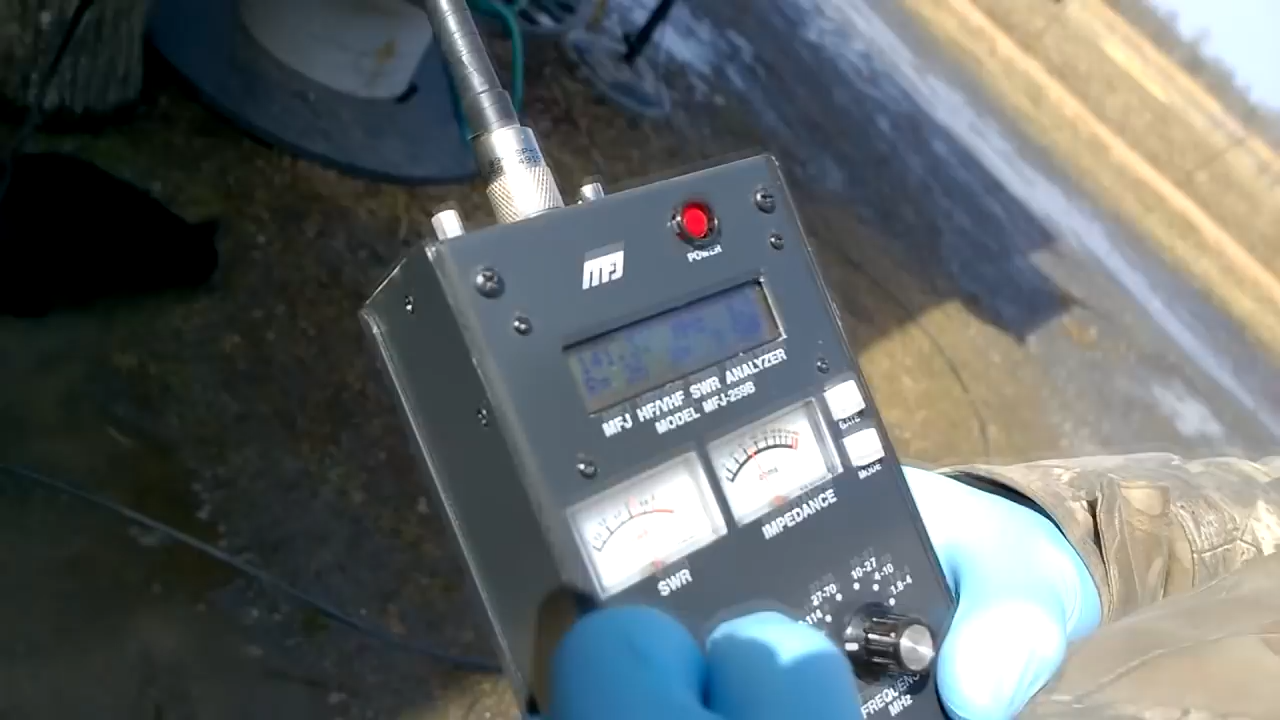 MFJ
POWER
MFJ HF/VHF SWR ANALYZER
MODEL MFJ-259B
GATE
MODE
SWR
IMPEDANCE
10-27
4-10
27-70
1.8-4
FREQUENCY
MHz